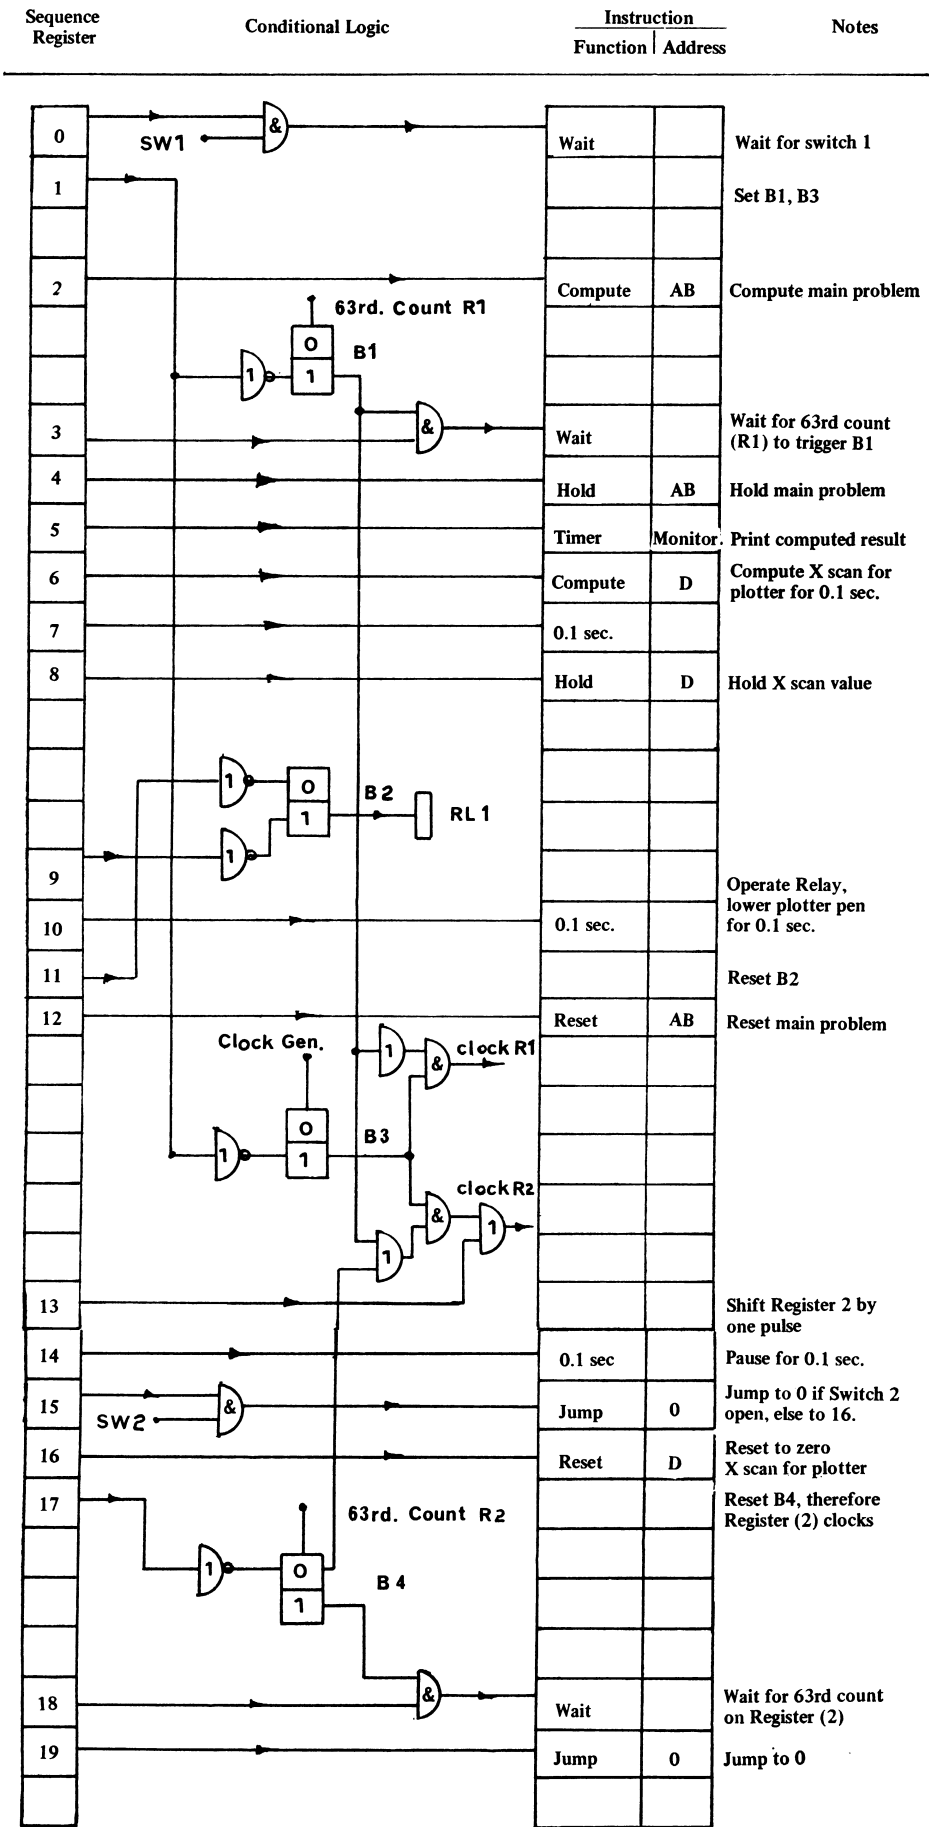 Sequence
Register
Conditional Logic
Instruction
Function | Address
Notes
0
SW1
&
Wait
Wait for switch 1
1
Set B1, B3
2
Compute AB
Compute main problem
63rd. Count R1
0
B1
1
1
3
&
Wait
Wait for 63rd count
(R1) to trigger B1
4
Hold AB
Hold main problem
5
Timer Monitor.
Print computed result
6
Compute D
Compute X scan for
plotter for 0.1 sec.
7
0.1 sec.
8
Hold D
Hold X scan value
1
0
B2
1
RL1
1
9
Operate Relay,
lower plotter pen
for 0.1 sec.
10
0.1 sec.
11
Reset B2
12
Reset AB
Reset main problem
Clock Gen.
1
&
clock R1
0
B3
1
1
clock R2
&
1
1
13
Shift Register 2 by
one pulse
14
0.1 sec
Pause for 0.1 sec.
15
SW2
&
Jump 0
Jump to 0 if Switch 2
open, else to 16.
16
Reset D
Reset to zero
X scan for plotter
17
63rd. Count R2
Reset B4, therefore
Register (2) clocks
1
0
B4
1
18
&
Wait
Wait for 63rd count
on Register (2)
19
Jump 0
Jump to 0